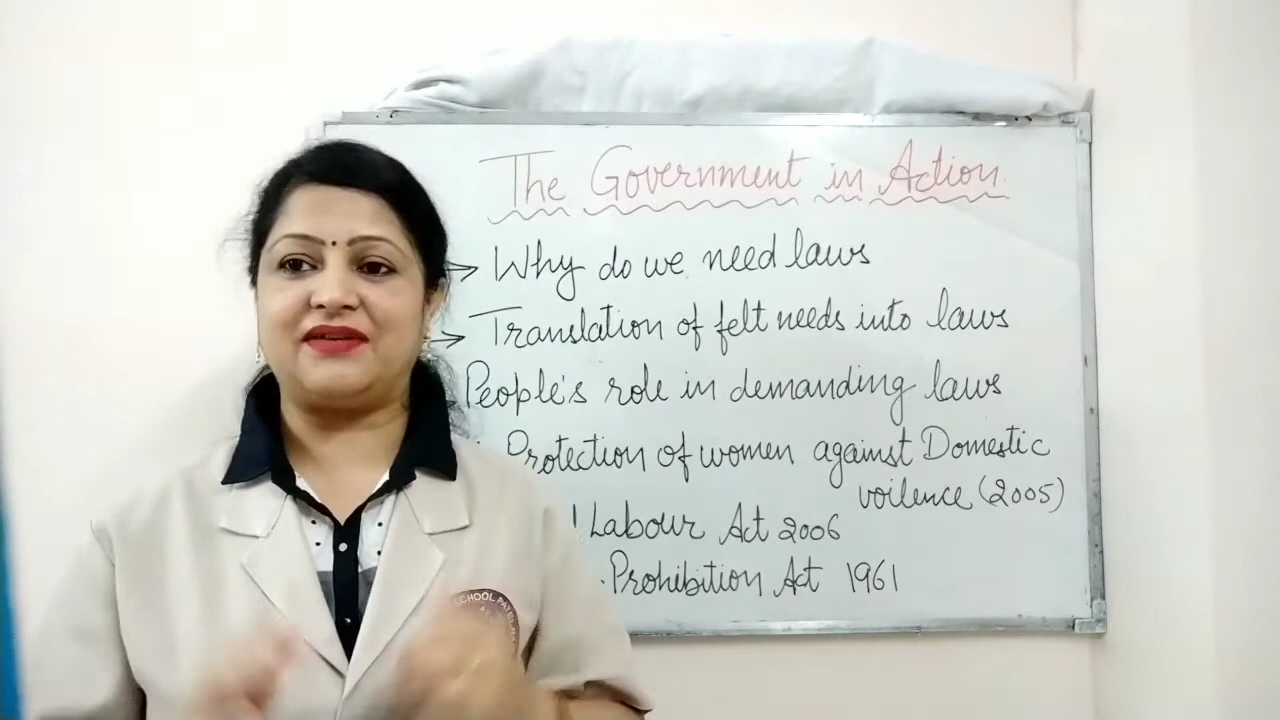 The Government in Action.
→ Why do we need laws
→ Translation of felt needs into laws
People's role in demanding laws
Protection of women against Domestic
voilence (2005)
Labour Act 2006
Prohibition Act 1961
SCHOOL